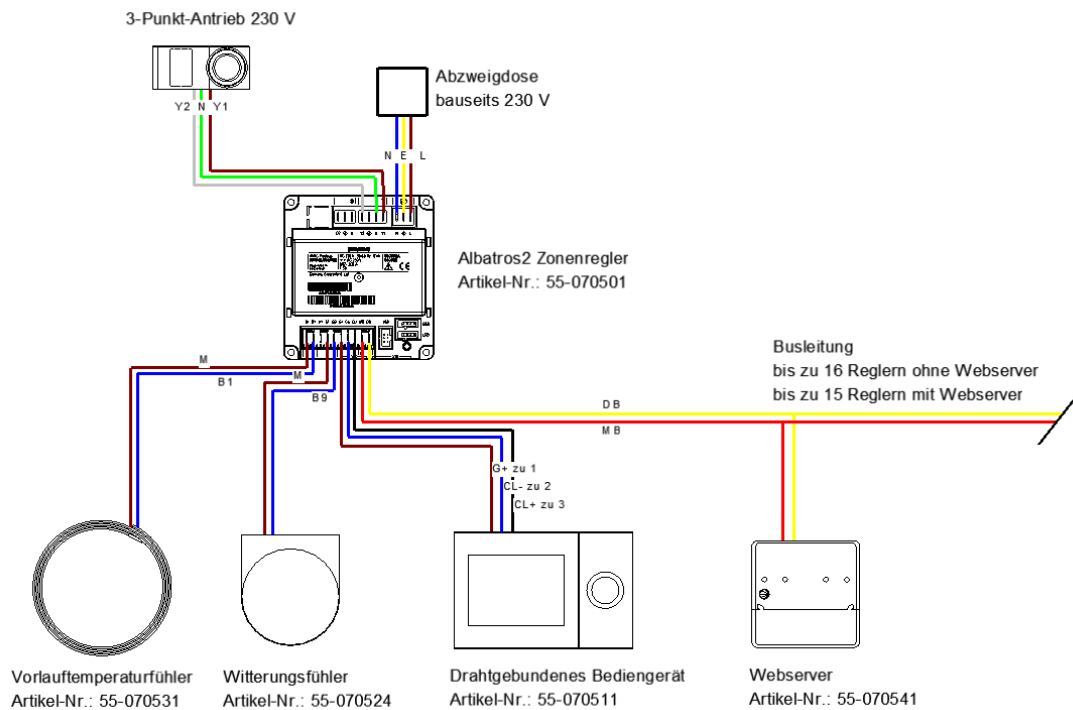 3-Punkt-Antrieb 230 V
Abzweigdose
bauseits 230 V
Y2 N Y1
N E L
Albatros2 Zonenregler
Artikel-Nr.: 55-070501
Busleitung
bis zu 16 Reglern ohne Webserver
bis zu 15 Reglern mit Webserver
M
B1
M
B9
DB
MB
G+ zu 1
CL- zu 2
CL+ zu 3
Vorlauftemperaturfühler
Artikel-Nr.: 55-070531
Witterungsfühler
Artikel-Nr.: 55-070524
Drahtgebundenes Bediengerät
Artikel-Nr.: 55-070511
Webserver
Artikel-Nr.: 55-070541